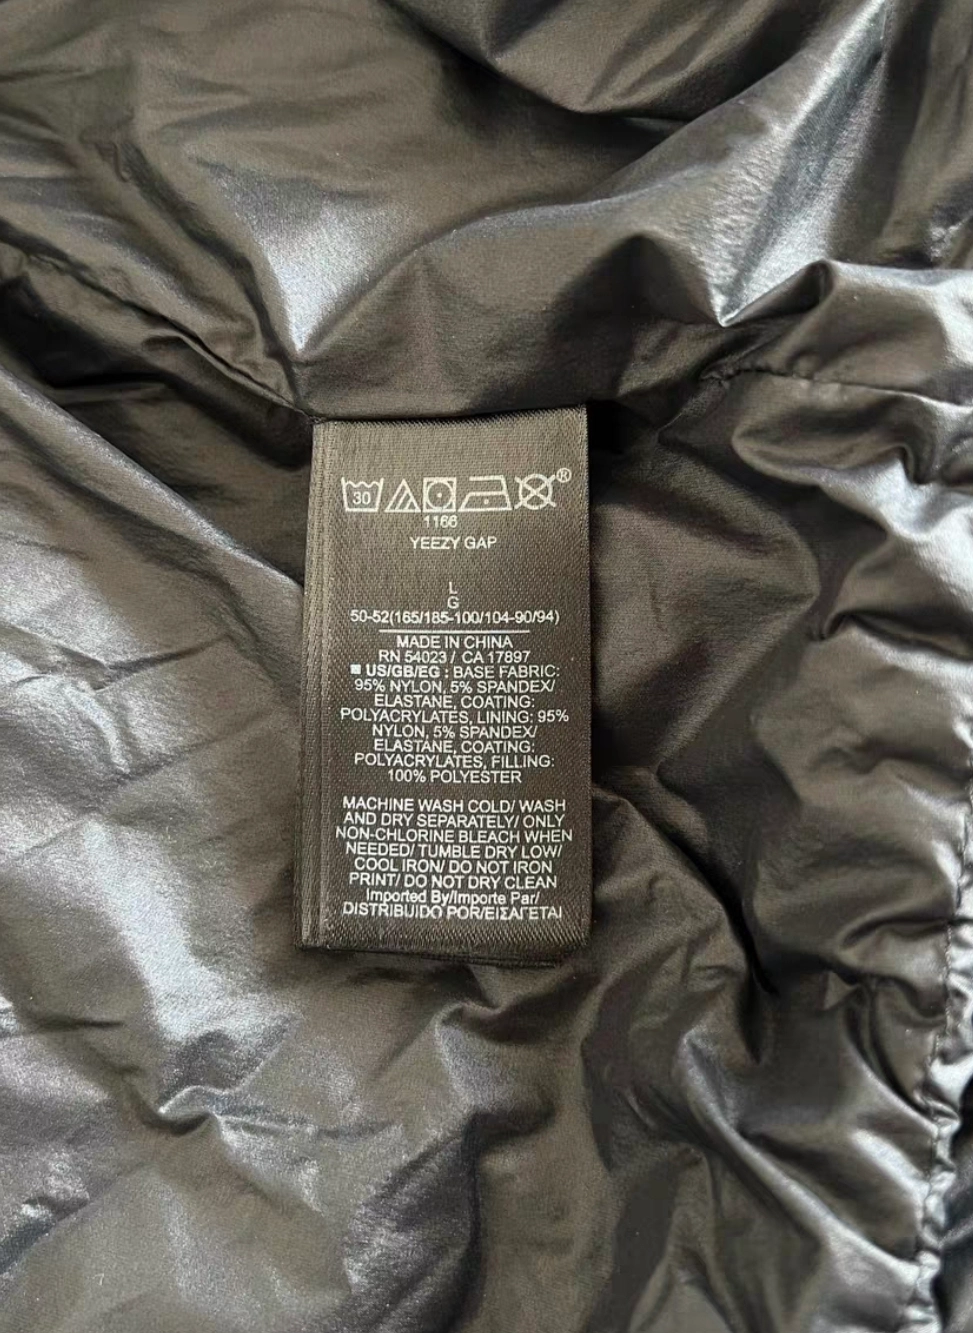 30
®
1166
YEEZY GAP
L
G
50-52(165/185-100/104-90/94)
MADE IN CHINA
RN 54023 / CA 17897
■ US/GB/EG : BASE FABRIC:
95% NYLON, 5% SPANDEX/
ELASTANE, COATING:
POLYACRYLATES, LINING: 95%
NYLON, 5% SPANDEX/
ELASTANE, COATING:
POLYACRYLATES, FILLING:
100% POLYESTER
MACHINE WASH COLD/ WASH
AND DRY SEPARATELY/ ONLY
NON-CHLORINE BLEACH WHEN
NEEDED/ TUMBLE DRY LOW/
COOL IRON/ DO NOT IRON
PRINT/ DO NOT DRY CLEAN
Imported By/Importe Par/
DISTRIBUIDO POR/ΕΙΣΑΓΕΤΑΙ